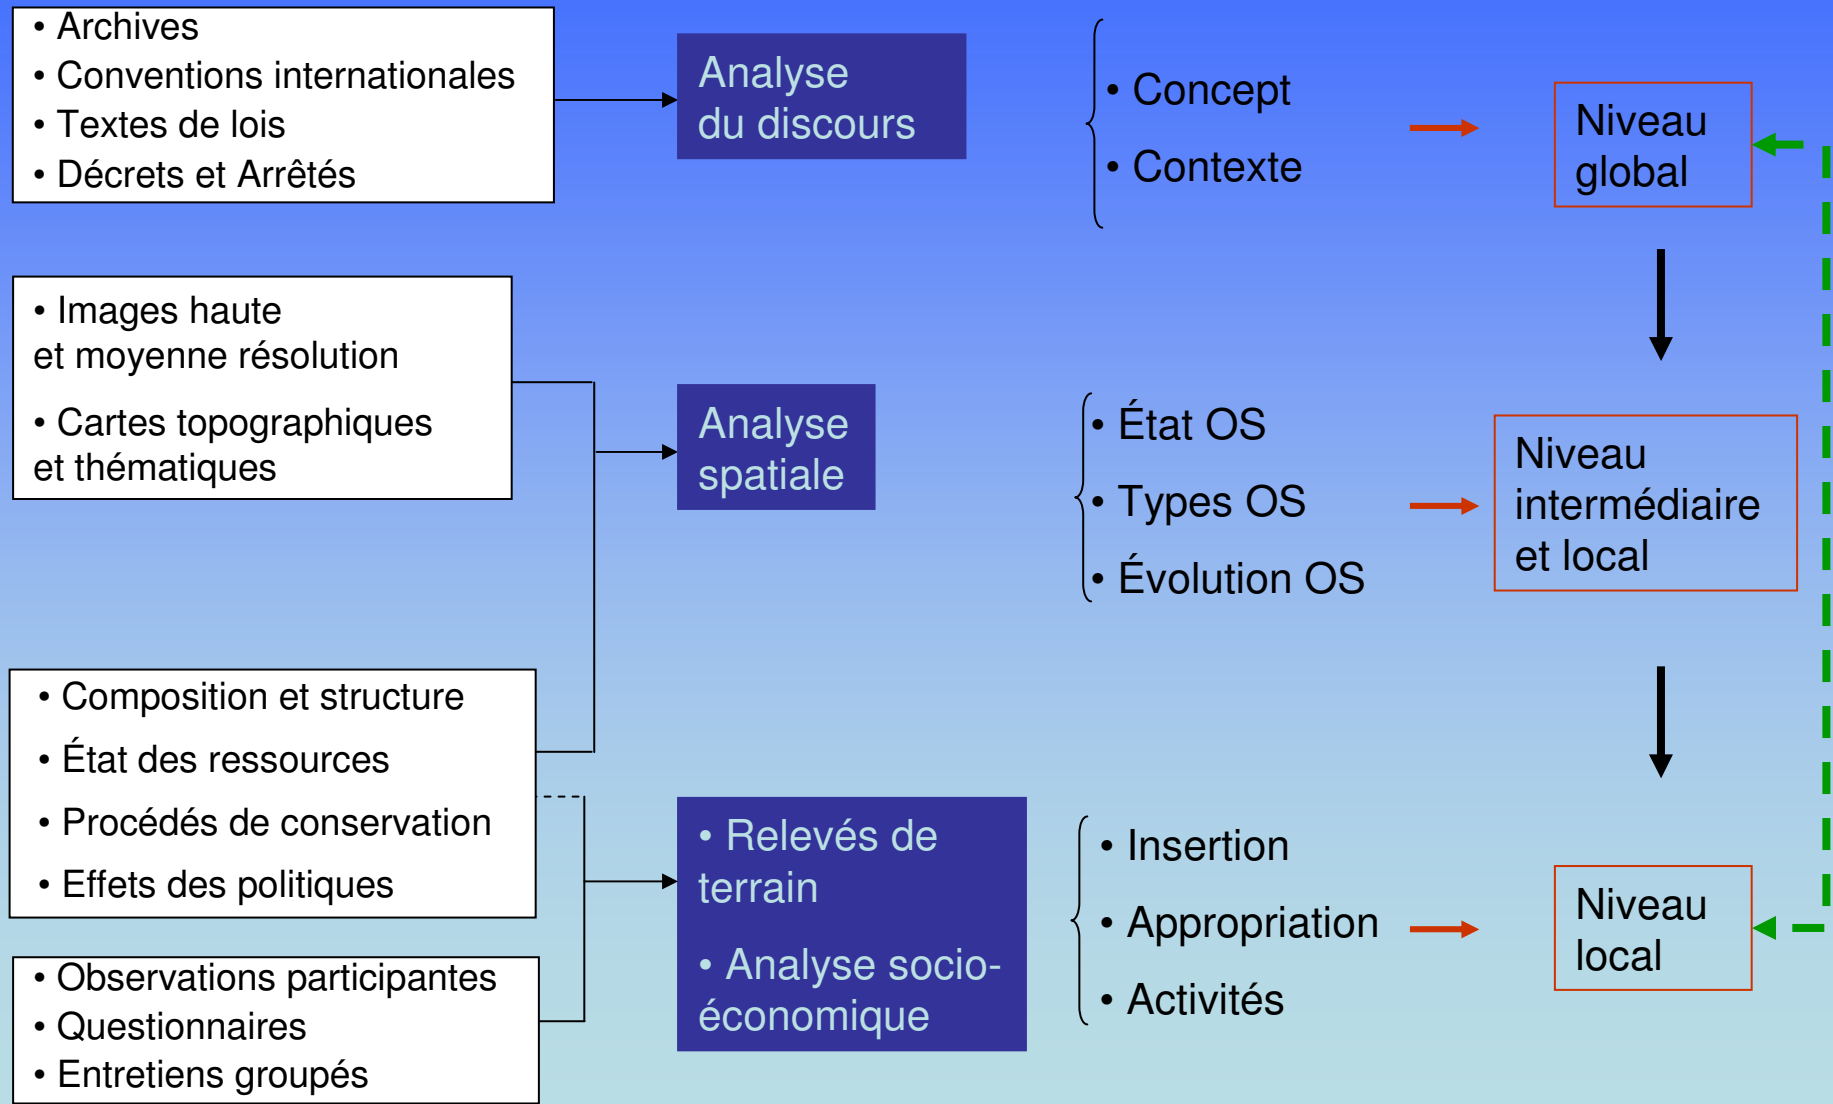 • Archives
• Conventions internationales
• Textes de lois
• Décrets et Arrêtés
Analyse
du discours
• Concept
• Contexte
Niveau
global
• Images haute
et moyenne résolution
• Cartes topographiques
et thématiques
Analyse
spatiale
• État OS
• Types OS
• Évolution OS
Niveau
intermédiaire
et local
• Composition et structure
• État des ressources
• Procédés de conservation
• Effets des politiques
• Observations participantes
• Questionnaires
• Entretiens groupés
• Relevés de
terrain
• Analyse socio-
économique
• Insertion
• Appropriation
• Activités
Niveau
local